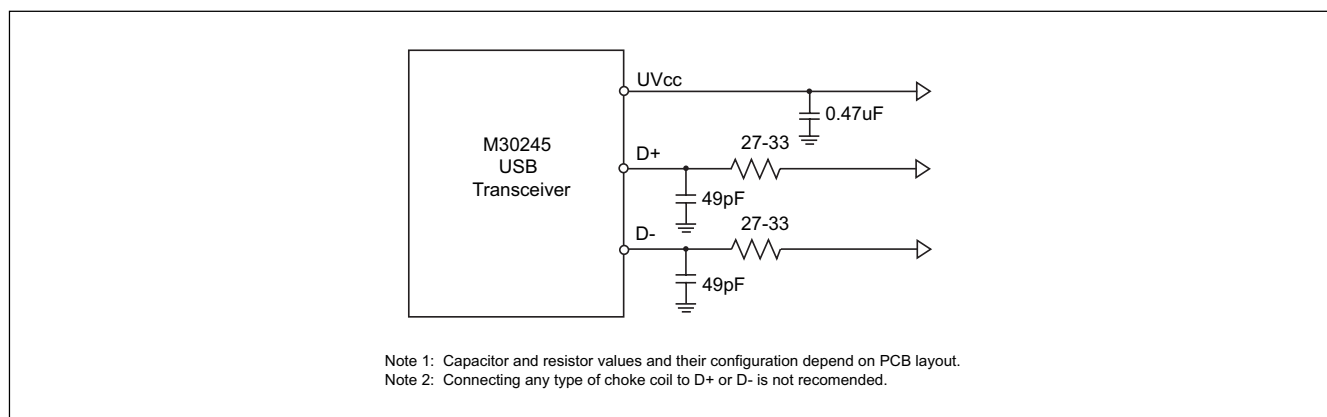 UVcc
0.47uF
M30245
USB
Transceiver
D+
27-33
49pF
D-
27-33
49pF
Note 1: Capacitor and resistor values and their configuration depend on PCB layout.
Note 2: Connecting any type of choke coil to D+ or D- is not recomended.